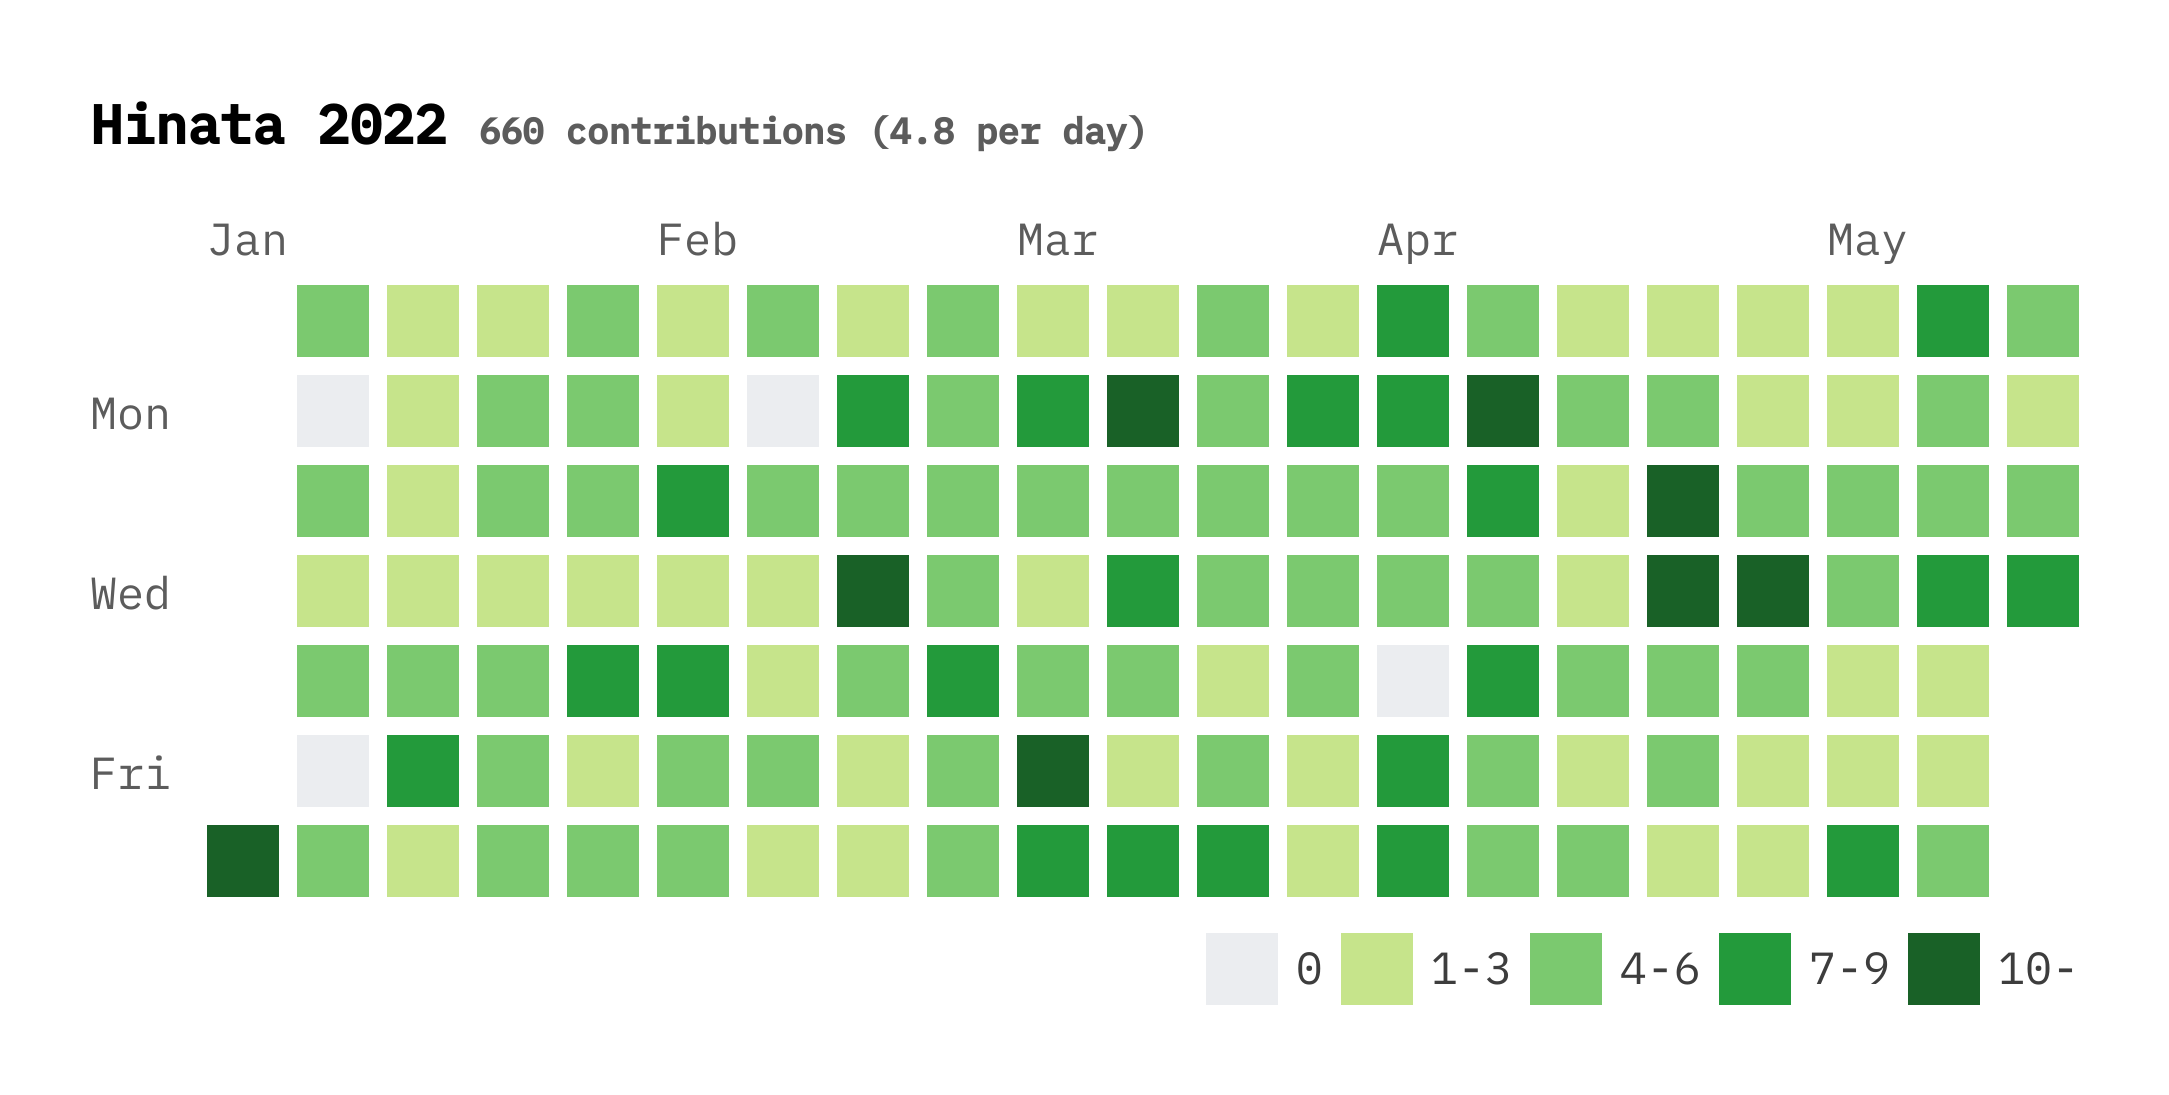 Hinata 2022 660 contributions (4.8 per day)
Jan Feb Mar Apr May
Mon
Wed
Fri
0 1-3 4-6 7-9 10-